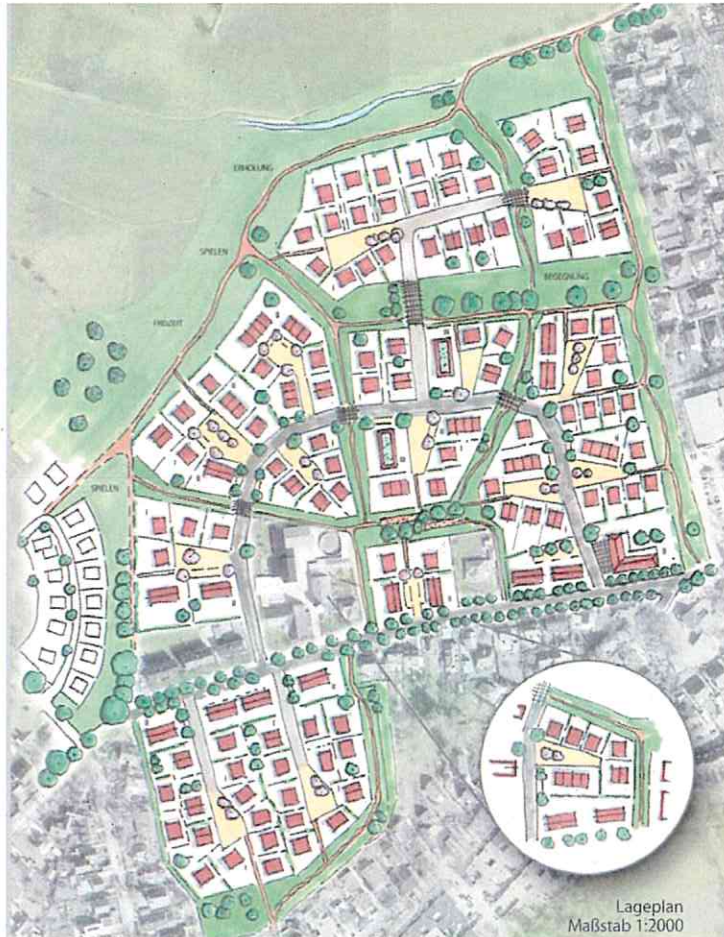 ERHOLUNG
SPIELEN
BEGEGNUNG
FREIZEIT
SPIELEN
Lageplan
Maßstab 1:2000